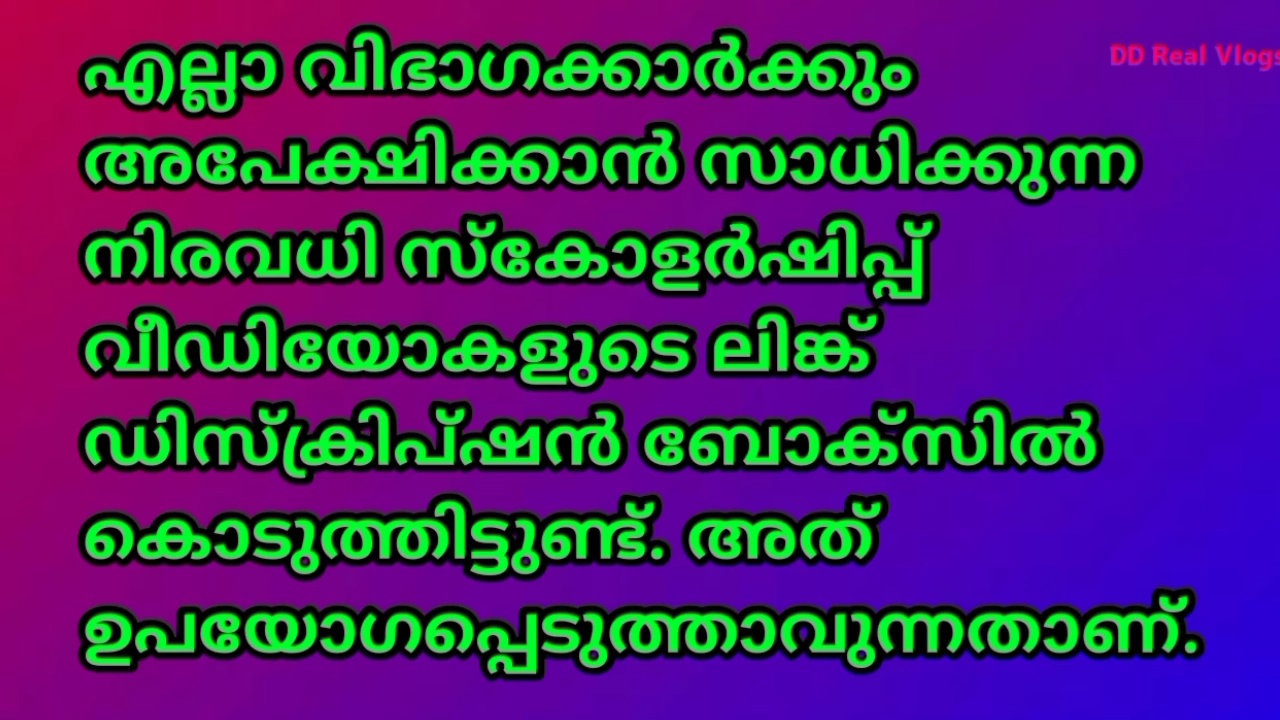 എല്ലാ വിഭാഗക്കാർക്കും
DD Real Vlogs
അപേക്ഷിക്കാൻ സാധിക്കുന്ന
നിരവധി സ്കോളർഷിപ്പ്
വീഡിയോകളുടെ ലിങ്ക്
ഡിസ്ക്രിപ്ഷൻ ബോക്സിൽ
കൊടുത്തിട്ടുണ്ട്. അത്
ഉപയോഗപ്പെടുത്താവുന്നതാണ്.